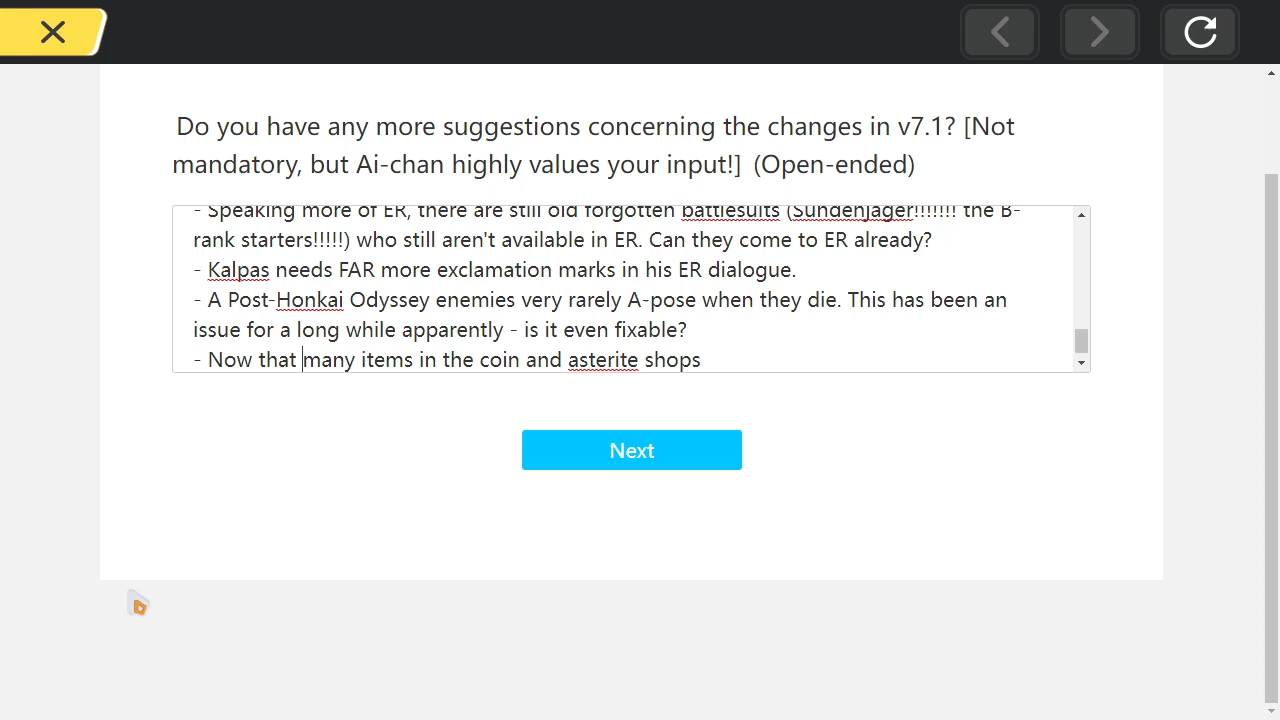 Do you have any more suggestions concerning the changes in v7.1? [Not
mandatory, but Ai-chan highly values your input!] (Open-ended)
- Speaking more of ER, there are still old forgotten battlesuits (Sundenjager!!!!!!! the B-
rank starters!!!!!) who still aren't available in ER. Can they come to ER already?
- Kalpas needs FAR more exclamation marks in his ER dialogue.
- A Post-Honkai Odyssey enemies very rarely A-pose when they die. This has been an
issue for a long while apparently - is it even fixable?
- Now that many items in the coin and asterite shops
Next